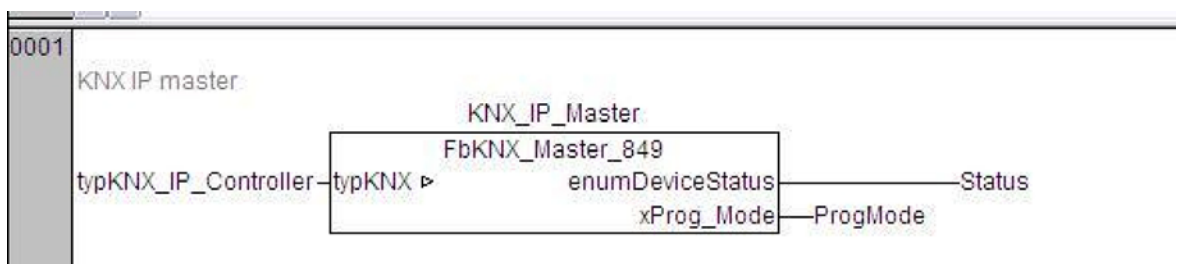 0001
KNX IP master
KNX_IP_Master
FbKNX_Master_849
typKNX_IP_Controller typKNX enumDeviceStatus Status
xProg_Mode ProgMode